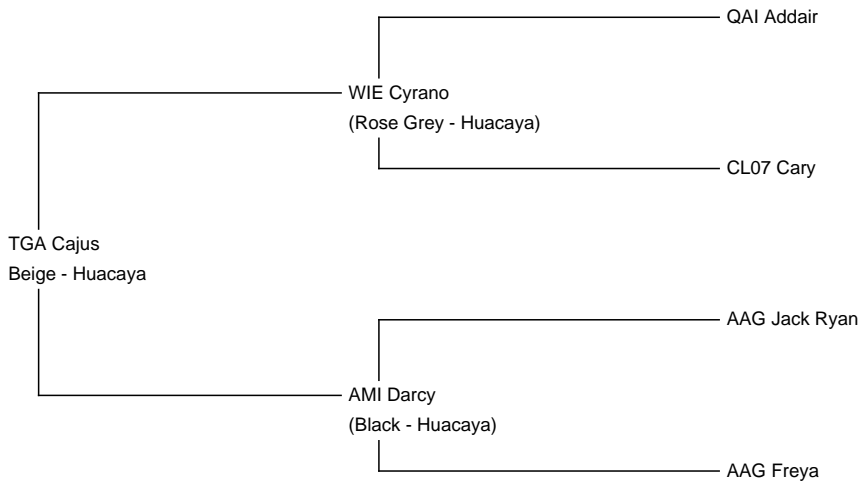 QAI Addair
WIE Cyrano
(Rose Grey - Huacaya)
CL07 Cary
TGA Cajus
Beige - Huacaya
AAG Jack Ryan
AMI Darcy
(Black - Huacaya)
AAG Freya